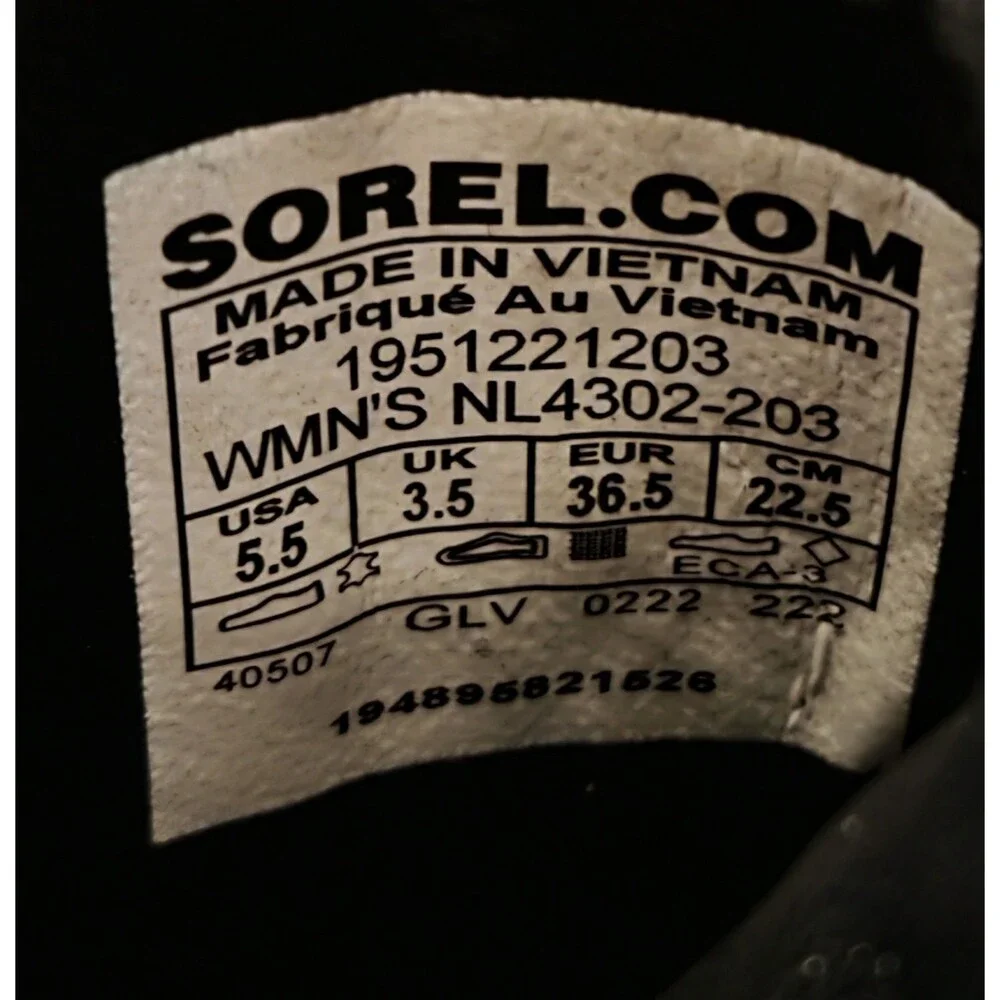 SOREL.COM
MADE IN VIETNAM
Fabriqué Au Vietnam
1951221203
WMN'S NL4302-203
USA UK EUR CM
5.5 3.5 36.5 22.5
ECA-3
40507 GLV 0222 222
194895821526